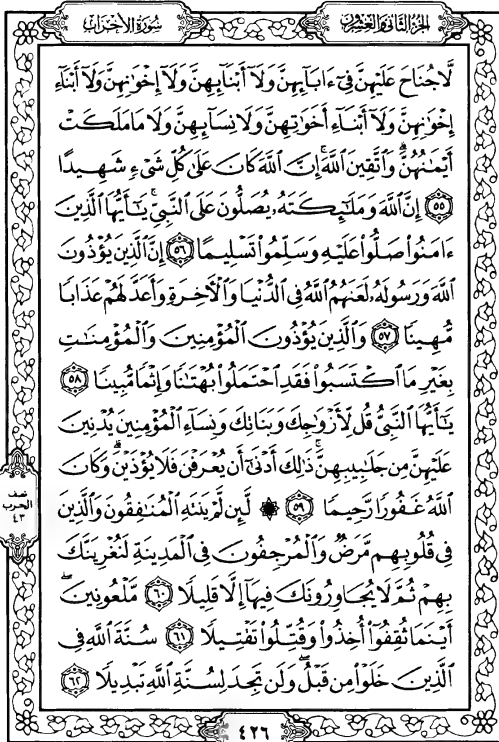 الجزء الثاني والعشرون
سورة الأحزاب
لَّا جُنَاحَ عَلَيْهِنَّ فِيٓ ءَابَآئِهِنَّ وَلَآ أَبْنَآئِهِنَّ وَلَآ إِخْوَٰنِهِنَّ وَلَآ أَبْنَآءِ
إِخْوَٰنِهِنَّ وَلَآ أَبْنَآءِ أَخَوَٰتِهِنَّ وَلَا نِسَآئِهِنَّ وَلَا مَا مَلَكَتْ
أَيْمَٰنُهُنَّۗ وَٱتَّقِينَ ٱللَّهَۚ إِنَّ ٱللَّهَ كَانَ عَلَىٰ كُلِّ شَيْءٍ شَهِيدًا
٥٥ إِنَّ ٱللَّهَ وَمَلَٰٓئِكَتَهُۥ يُصَلُّونَ عَلَى ٱلنَّبِيِّۚ يَٰٓأَيُّهَا ٱلَّذِينَ
ءَامَنُوا۟ صَلُّوا۟ عَلَيْهِ وَسَلِّمُوا۟ تَسْلِيمًا ٥٦ إِنَّ ٱلَّذِينَ يُؤْذُونَ
ٱللَّهَ وَرَسُولَهُۥ لَعَنَهُمُ ٱللَّهُ فِي ٱلدُّنْيَا وَٱلْءَاخِرَةِ وَأَعَدَّ لَهُمْ عَذَابًا
مُّهِينًا ٥٧ وَٱلَّذِينَ يُؤْذُونَ ٱلْمُؤْمِنِينَ وَٱلْمُؤْمِنَٰتِ
بِغَيْرِ مَا ٱكْتَسَبُوا۟ فَقَدِ ٱحْتَمَلُوا۟ بُهْتَٰنًا وَإِثْمًا مُّبِينًا ٥٨
يَٰٓأَيُّهَا ٱلنَّبِيُّ قُل لِّأَزْوَٰجِكَ وَبَنَاتِكَ وَنِسَآءِ ٱلْمُؤْمِنِينَ يُدْنِينَ
عَلَيْهِنَّ مِن جَلَٰبِيبِهِنَّۚ ذَٰلِكَ أَدْنَىٰٓ أَن يُعْرَفْنَ فَلَا يُؤْذَيْنَۗ وَكَانَ
ٱللَّهُ غَفُورًا رَّحِيمًا ٥٩ ۞ لَّئِن لَّمْ يَنتَهِ ٱلْمُنَٰفِقُونَ وَٱلَّذِينَ
فِي قُلُوبِهِم مَّرَضٌ وَٱلْمُرْجِفُونَ فِي ٱلْمَدِينَةِ لَنُغْرِيَنَّكَ
بِهِمْ ثُمَّ لَا يُجَاوِرُونَكَ فِيهَآ إِلَّا قَلِيلًا ٦٠ مَّلْعُونِينَۖ
أَيْنَمَا ثُقِفُوٓا۟ أُخِذُوا۟ وَقُتِّلُوا۟ تَقْتِيلًا ٦١ سُنَّةَ ٱللَّهِ فِي
ٱلَّذِينَ خَلَوْا۟ مِن قَبْلُۖ وَلَن تَجِدَ لِسُنَّةِ ٱللَّهِ تَبْدِيلًا ٦٢
نصف
الحزب
٤٣
٤٢٦